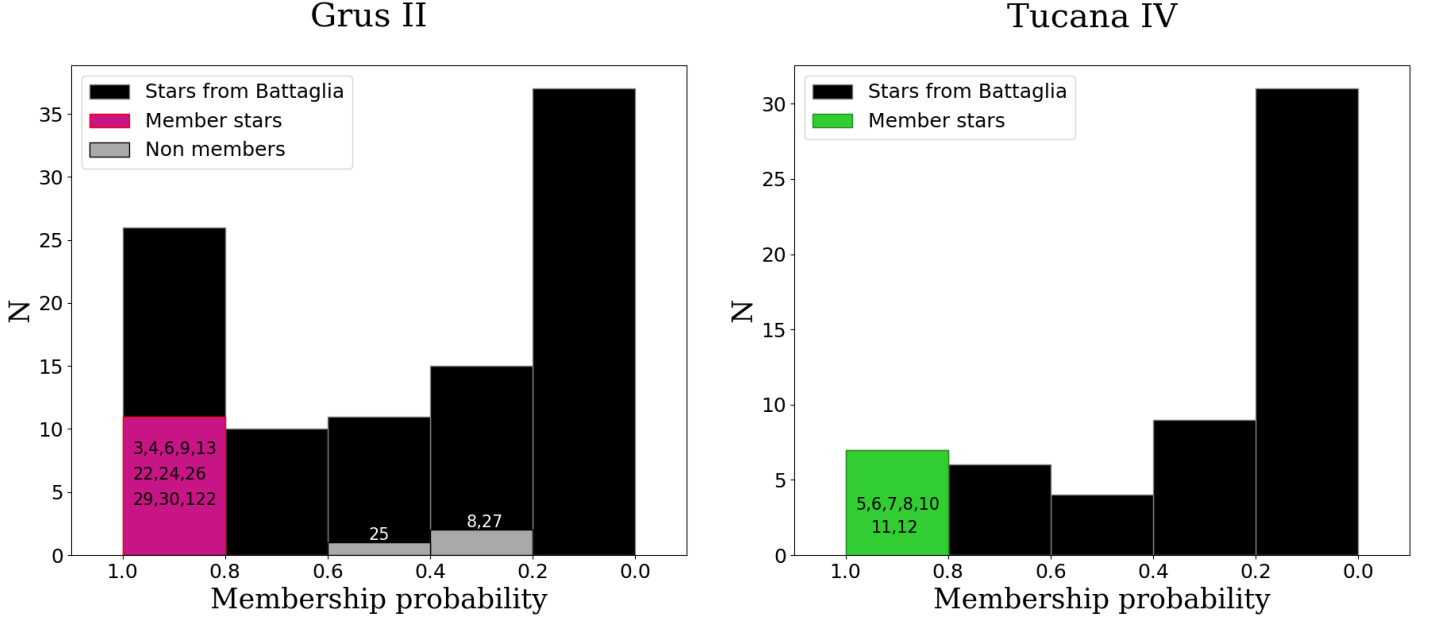 Grus II
Stars from Battaglia
Member stars
Non members
35
30
25
20
15
10
5
0
N
3,4,6,9,13
22,24,26
29,30,122
25
8,27
1.0 0.8 0.6 0.4 0.2 0.0
Membership probability
Tucana IV
Stars from Battaglia
Member stars
30
25
20
15
10
5
0
N
5,6,7,8,10
11,12
1.0 0.8 0.6 0.4 0.2 0.0
Membership probability